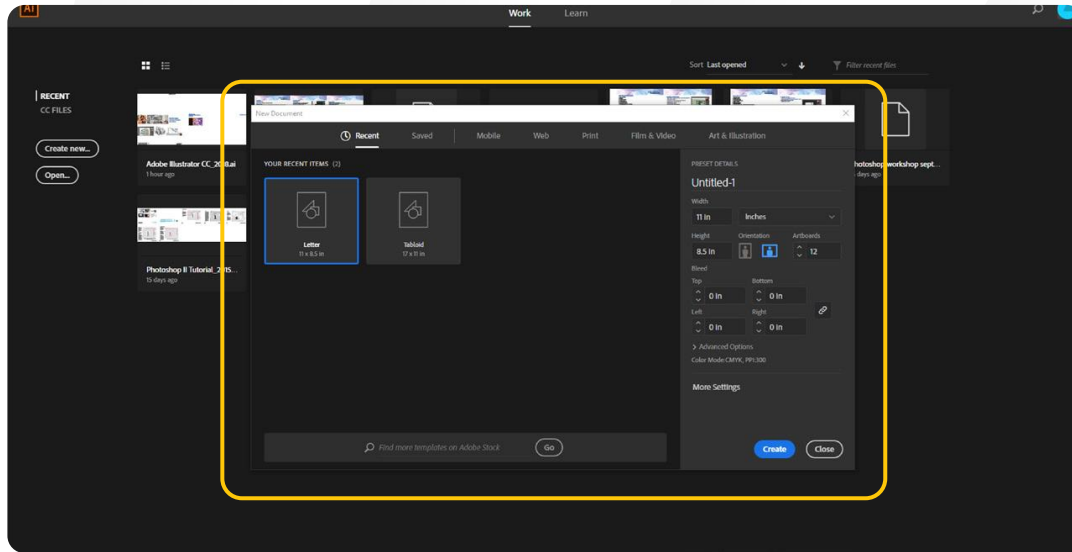 Ai
Work Learn
Sort Last opened
Filter recent files
RECENT
CC FILES
Create new...
Open...
Adobe Illustrator CC_2018.ai
1 hour ago
Photoshop II Tutorial_2015...
15 days ago
hotoshop workshop sept...
days ago
New Document
Recent Saved Mobile Web Print Film & Video Art & Illustration
YOUR RECENT ITEMS (2)
Letter
11 x 8.5 in
Tabloid
17 x 11 in
Find more templates on Adobe Stock Go
PRESET DETAILS
Untitled-1
Width
11 in Inches
Height Orientation Artboards
8.5 in 12
Bleed
Top Bottom
0 in 0 in
Left Right
0 in 0 in
Advanced Options
Color Mode:CMYK, PPI:300
More Settings
Create Close